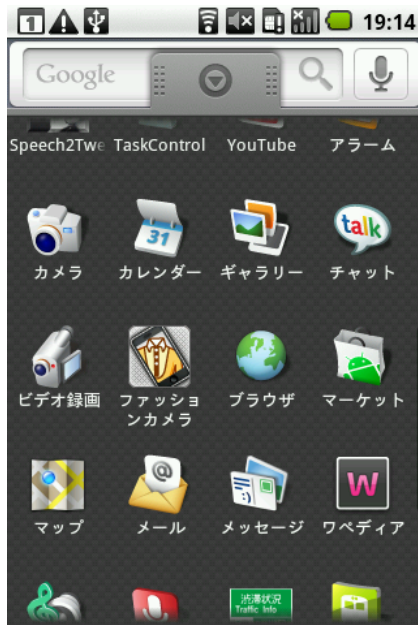 1
19:14
Google
Speech2Twe
TaskControl
YouTube
アラーム
31
talk
カメラ
カレンダー
ギャラリー
チャット
ビデオ録画
ファッショ
ンカメラ
ブラウザ
マーケット
@
W
マップ
メール
メッセージ
ワペディア
渋滞状況
Traffic Info